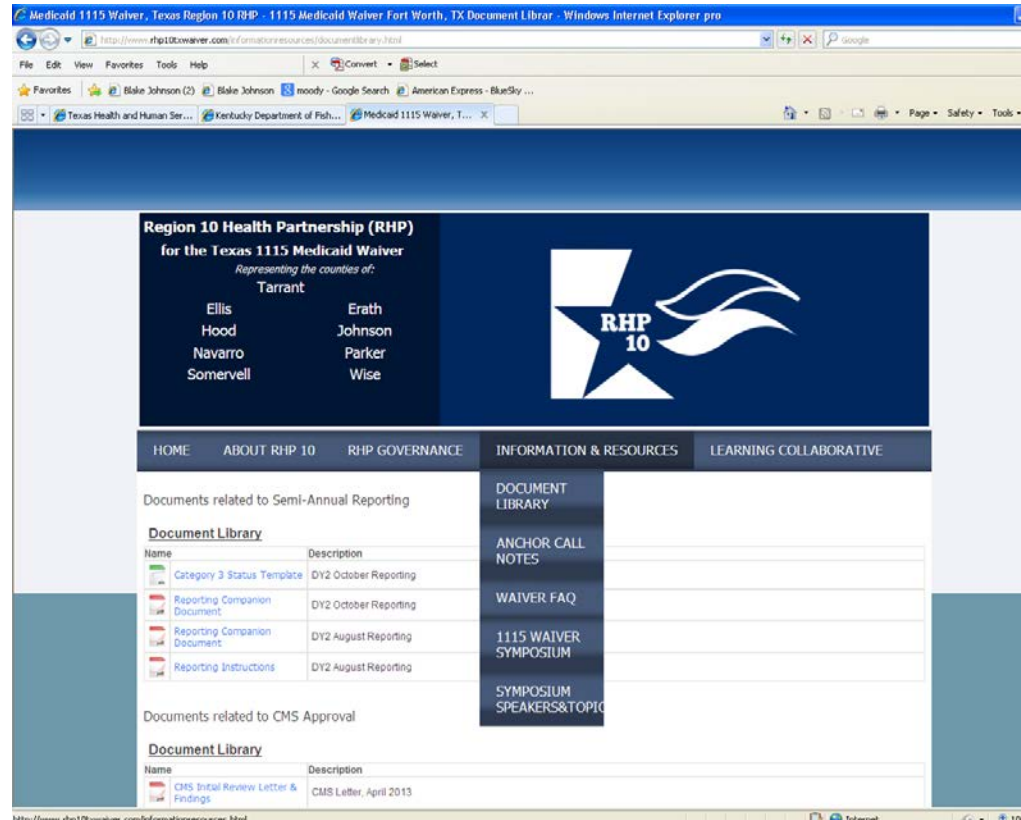 Medicaid 1115 Waiver, Texas Region 10 RHP - 1115 Medicaid Waiver Fort Worth, TX Document Librar - Windows Internet Explorer pro
http://www.rhp10txwaiver.com/informationresources/documentlibrary.html
Google
File Edit View Favorites Tools Help
Convert Select
Favorites Blake Johnson (2) Blake Johnson moody - Google Search American Express - BlueSky ...
Texas Health and Human Ser... Kentucky Department of Fish... Medicaid 1115 Waiver, T... X
Page Safety Tools
Region 10 Health Partnership (RHP)
for the Texas 1115 Medicaid Waiver
Representing the counties of:
Tarrant
Ellis Erath
Hood Johnson
Navarro Parker
Somervell Wise
RHP
10
HOME ABOUT RHP 10 RHP GOVERNANCE INFORMATION & RESOURCES LEARNING COLLABORATIVE
DOCUMENT
LIBRARY
ANCHOR CALL
NOTES
WAIVER FAQ
1115 WAIVER
SYMPOSIUM
SYMPOSIUM
SPEAKERS&TOPIC
Documents related to Semi-Annual Reporting
Document Library
Name Description
Category 3 Status Template DY2 October Reporting
Reporting Companion
Document DY2 October Reporting
Reporting Companion
Document DY2 August Reporting
Reporting Instructions DY2 August Reporting
Documents related to CMS Approval
Document Library
Name Description
CMS Initial Review Letter &
Findings CMS Letter, April 2013
http://www.rhp10txwaiver.com/informationresources.html Internet